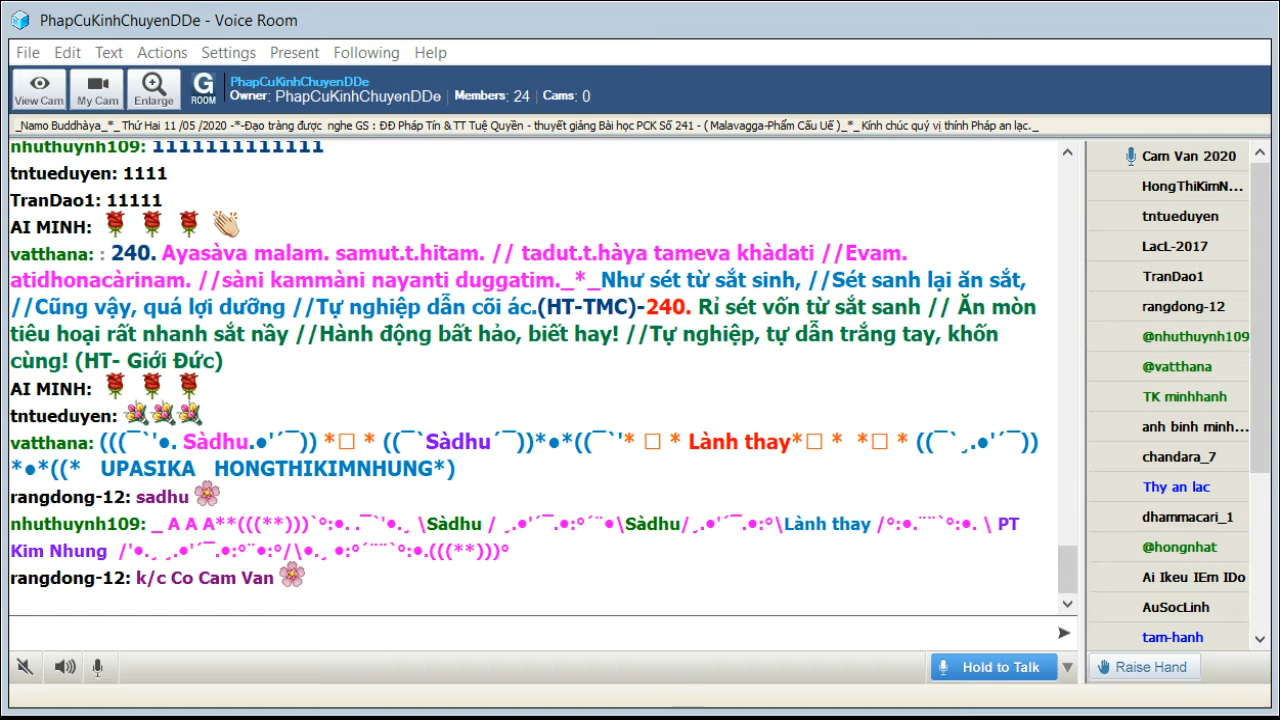 PhapCuKinhChuyenDDe - Voice Room
File Edit Text Actions Settings Present Following Help
View Cam
My Cam
Enlarge
G
ROOM
PhapCuKinhChuyenDDe
Owner: PhapCuKinhChuyenDDe Members: 24 Cams: 0
_Namo Buddhàya_*_ Thứ Hai 11 /05 /2020 -*-Đạo tràng được nghe GS : ĐĐ Pháp Tín & TT Tuệ Quyền - thuyết giảng Bài học PCK Số 241 - ( Malavagga-Phẩm Cấu Uế )_*_ Kính chúc quý vị thính Pháp an lạc._
nhuthuynh109: 1111111111111
tntueduyen: 1111
TranDao1: 11111
AI MINH: 🌹 🌹 🌹 👏
vatthana: : 240. Ayasàva malam. samut.t.hitam. // tadut.t.hàya tameva khàdati //Evam.
atidhonacàrinam. //sàni kammàni nayanti duggatim._*_Như sét từ sắt sinh, //Sét sanh lại ăn sắt,
//Cũng vậy, quá lợi dưỡng //Tự nghiệp dẫn cõi ác.(HT-TMC)-240. Rỉ sét vốn từ sắt sanh // Ăn mòn
tiêu hoại rất nhanh sắt nầy //Hành động bất hảo, biết hay! //Tự nghiệp, tự dẫn trắng tay, khốn
cùng! (HT- Giới Đức)
AI MINH: 🌹 🌹 🌹
tntueduyen: 💐💐💐
vatthana: (((¯`'●. Sàdhu.●'´¯)) *□ * ((¯`Sàdhu´¯))*●*((¯`'* □ * Lành thay*□ * *□ * ((¯`¸.●'´¯))
*●*((* UPASIKA HONGTHIKIMNHUNG*)
rangdong-12: sadhu 🌸
nhuthuynh109: _ A A A**(((**)))`°:●. .¯`'●.¸ \Sàdhu / ¸.●'´¯.●:°´¨●\Sàdhu/¸.●'´¯.●:°\Lành thay /°:●.¨¨`°:●. \ PT
Kim Nhung /'●.¸ ¸.●'´¯.●:°¨●:°/\●.¸ ●:°´¨¨`°:●.(((**)))°
rangdong-12: k/c Co Cam Van 🌸
Hold to Talk
Cam Van 2020
HongThiKimN...
tntueduyen
LacL-2017
TranDao1
rangdong-12
@nhuthuynh109
@vatthana
TK minhhanh
anh binh minh...
chandara_7
Thy an lac
dhammacari_1
@hongnhat
Ai Ikeu IEm IDo
AuSocLinh
tam-hanh
Raise Hand